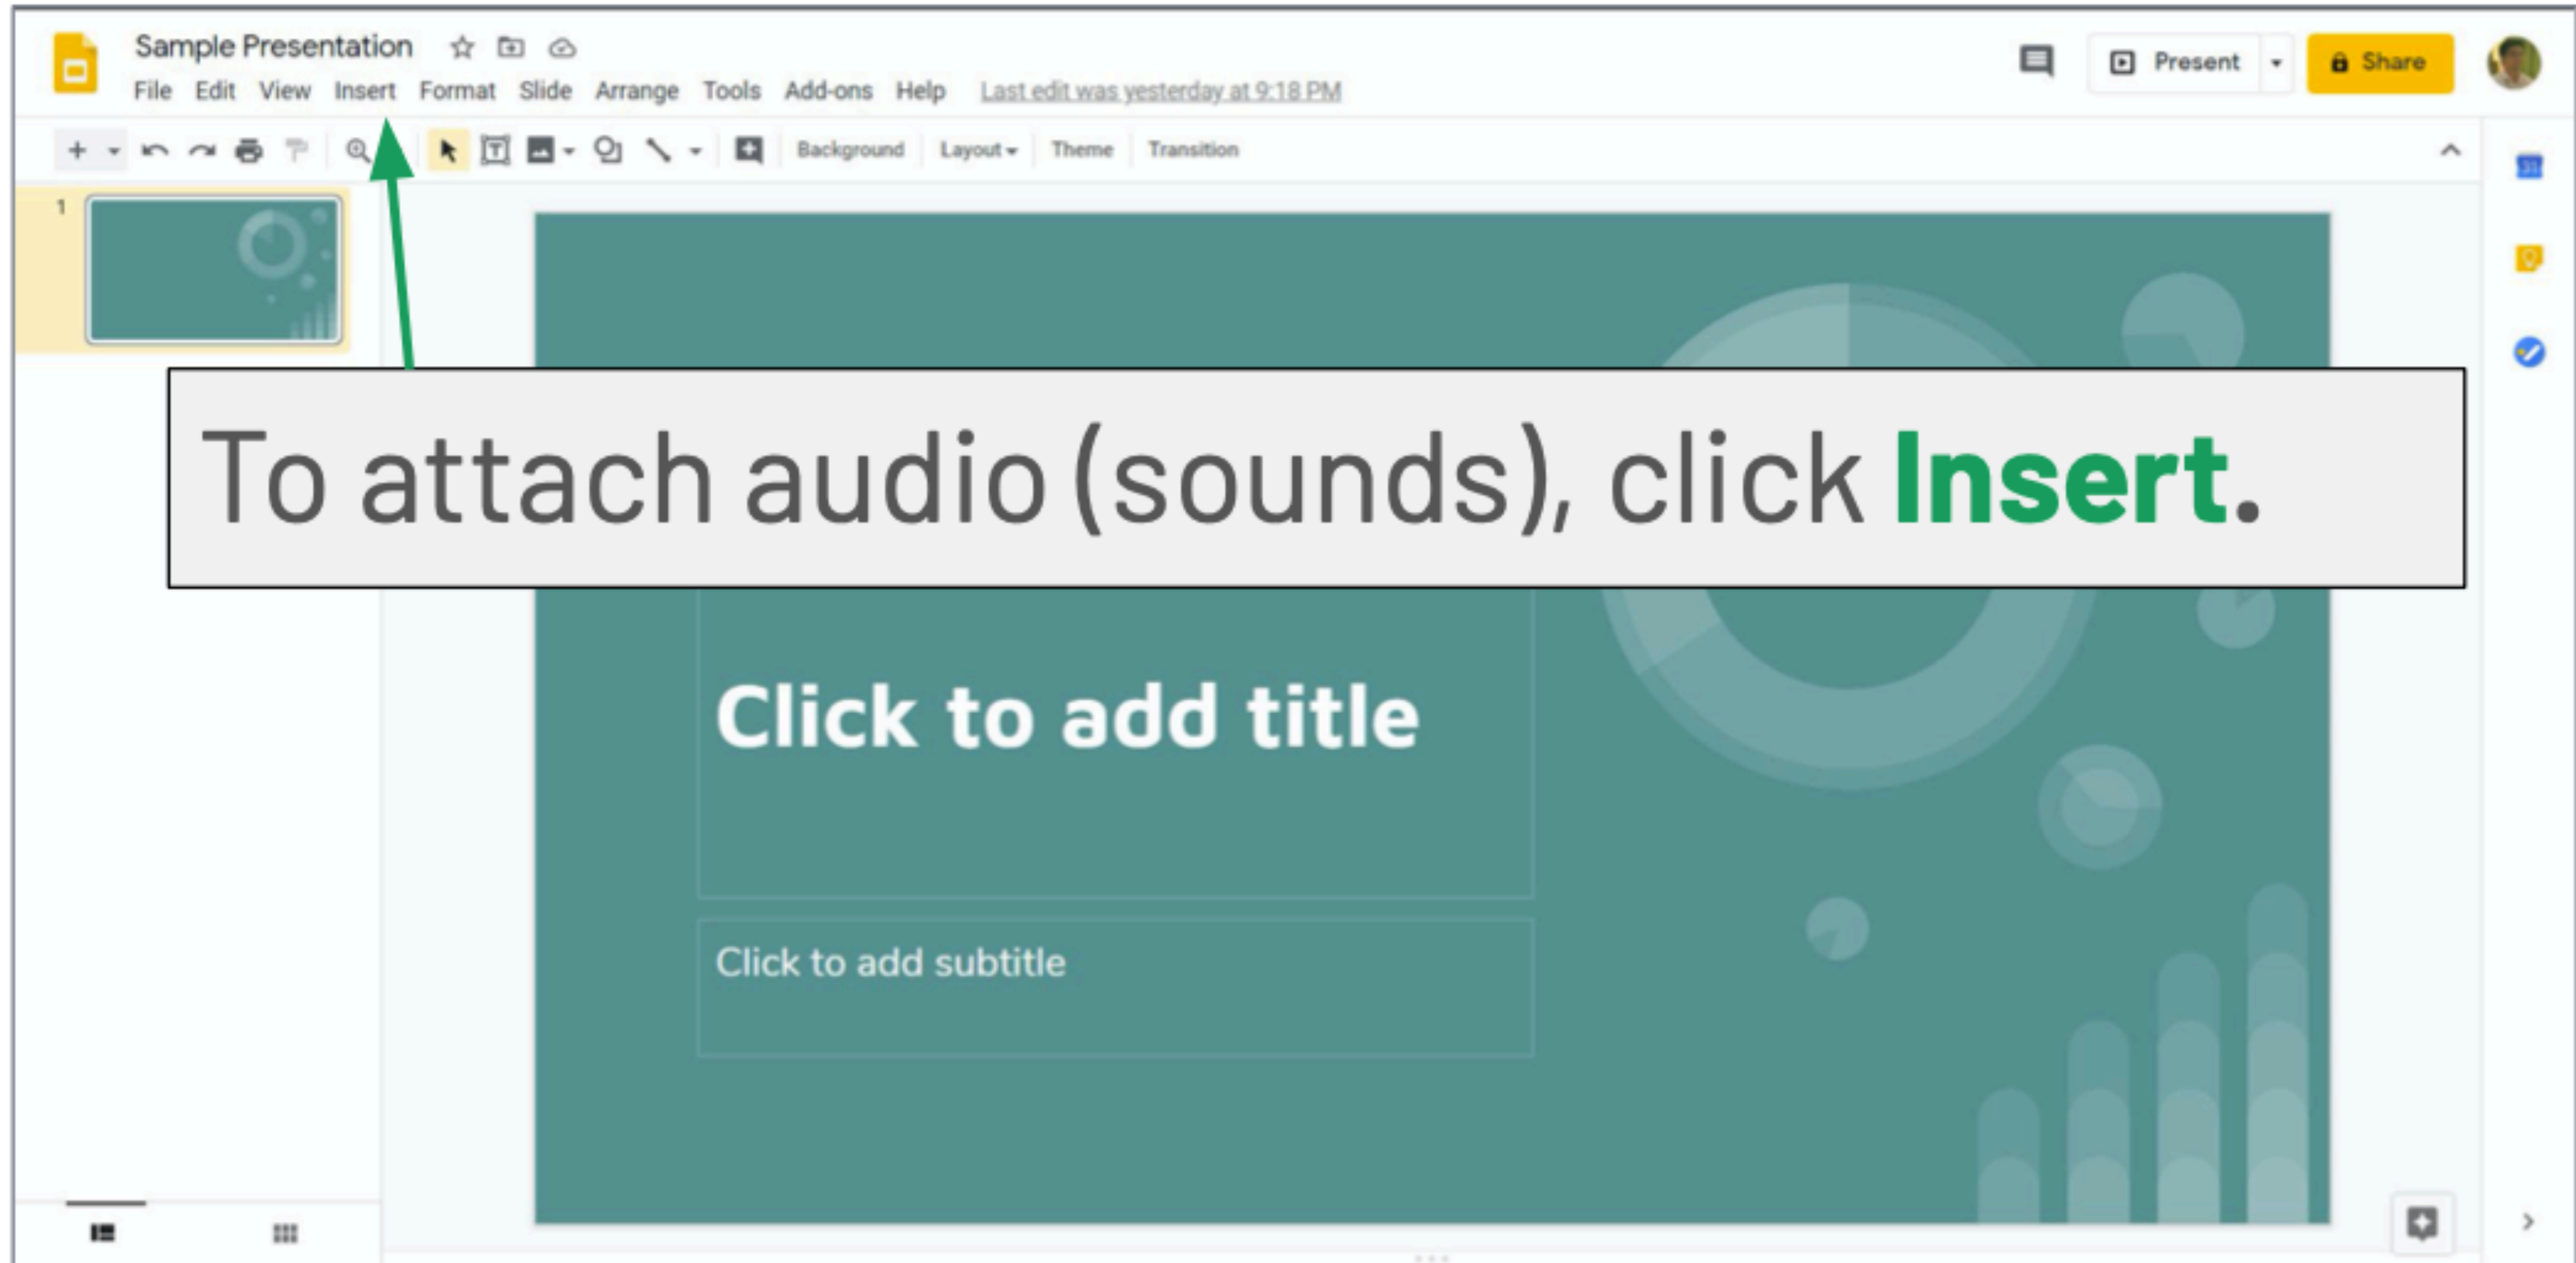 Sample Presentation
File Edit View Insert Format Slide Arrange Tools Add-ons Help Last edit was yesterday at 9:18 PM
Present
Share
Background Layout Theme Transition
31
1
To attach audio (sounds), click Insert.
Click to add title
Click to add subtitle